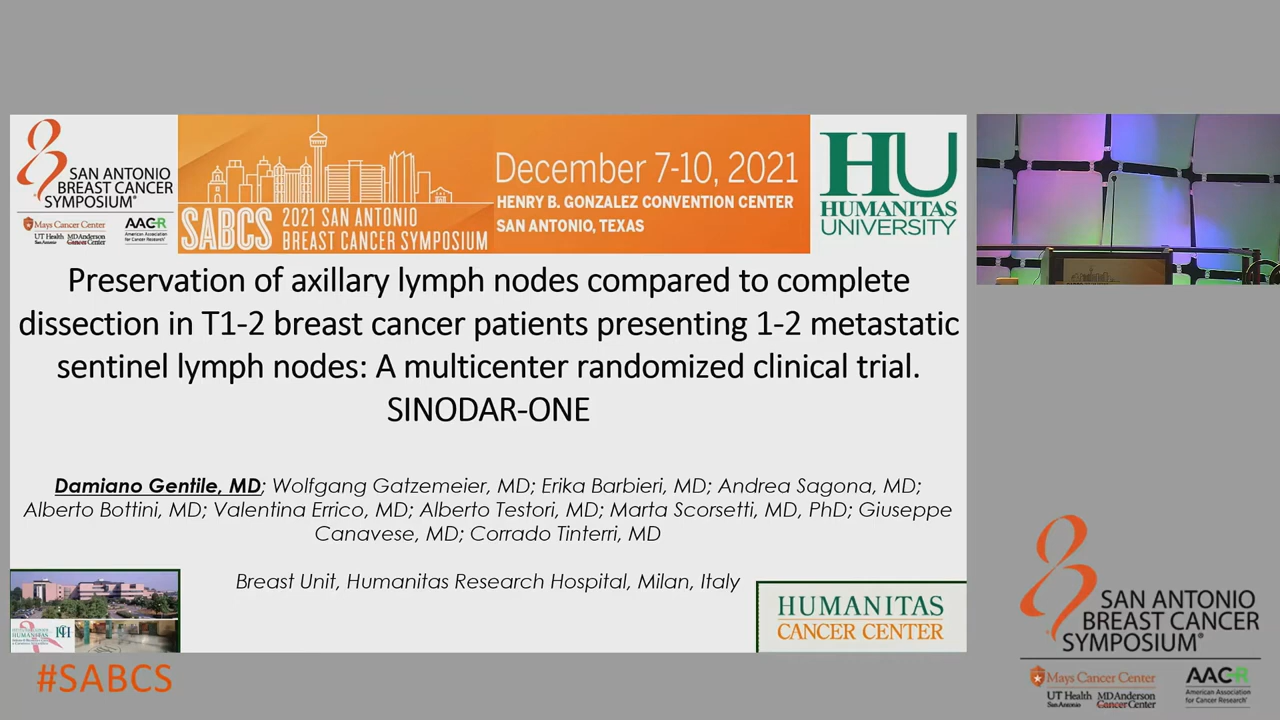 SAN ANTONIO
BREAST CANCER
SYMPOSIUM®
Mays Cancer Center
UT Health
San Antonio
MDAnderson
Cancer Center
AACR
American Association
for Cancer Research®
SABCS
2021 SAN ANTONIO
BREAST CANCER SYMPOSIUM
December 7-10, 2021
HENRY B. GONZALEZ CONVENTION CENTER
SAN ANTONIO, TEXAS
HU
HUMANITAS
UNIVERSITY
Preservation of axillary lymph nodes compared to complete
dissection in T1-2 breast cancer patients presenting 1-2 metastatic
sentinel lymph nodes: A multicenter randomized clinical trial.
SINODAR-ONE
Damiano Gentile, MD; Wolfgang Gatzemeier, MD; Erika Barbieri, MD; Andrea Sagona, MD;
Alberto Bottini, MD; Valentina Errico, MD; Alberto Testori, MD; Marta Scorsetti, MD, PhD; Giuseppe
Canavese, MD; Corrado Tinterri, MD
Breast Unit, Humanitas Research Hospital, Milan, Italy
HUMANITAS
CANCER CENTER
#SABCS
SAN ANTONIO
BREAST CANCER
SYMPOSIUM®
Mays Cancer Center
UT Health
San Antonio
MDAnderson
Cancer Center
AACR
American Association
for Cancer Research®